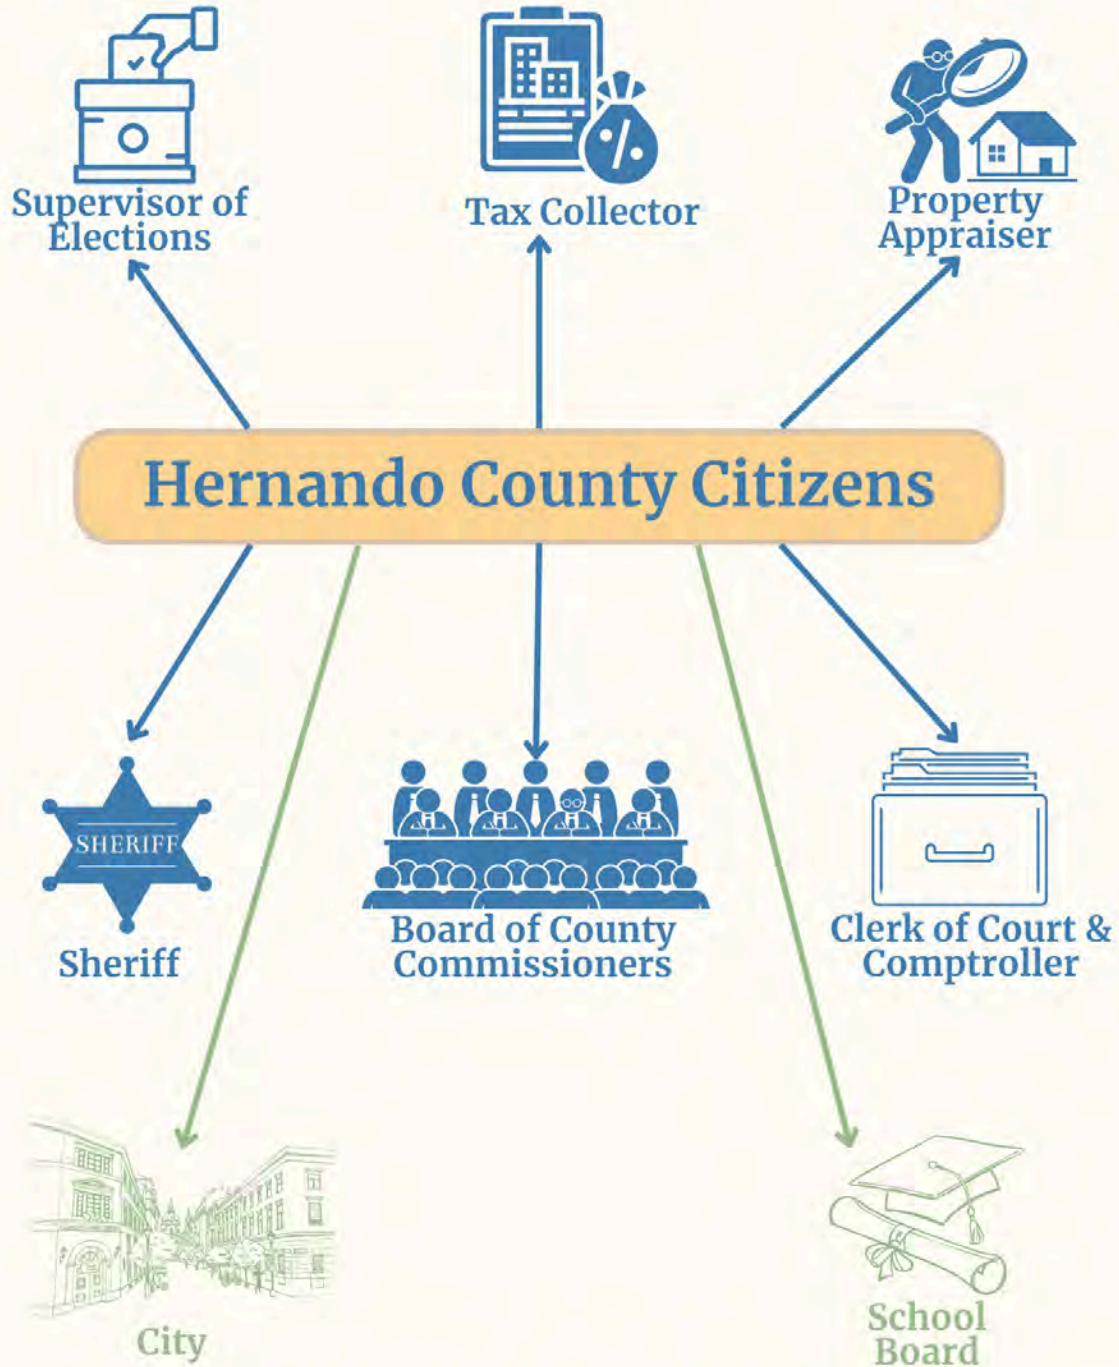 Supervisor of
Elections
Tax Collector
Property
Appraiser
Hernando County Citizens
SHERIFF
Sheriff
Board of County
Commissioners
Clerk of Court &
Comptroller
City
School
Board